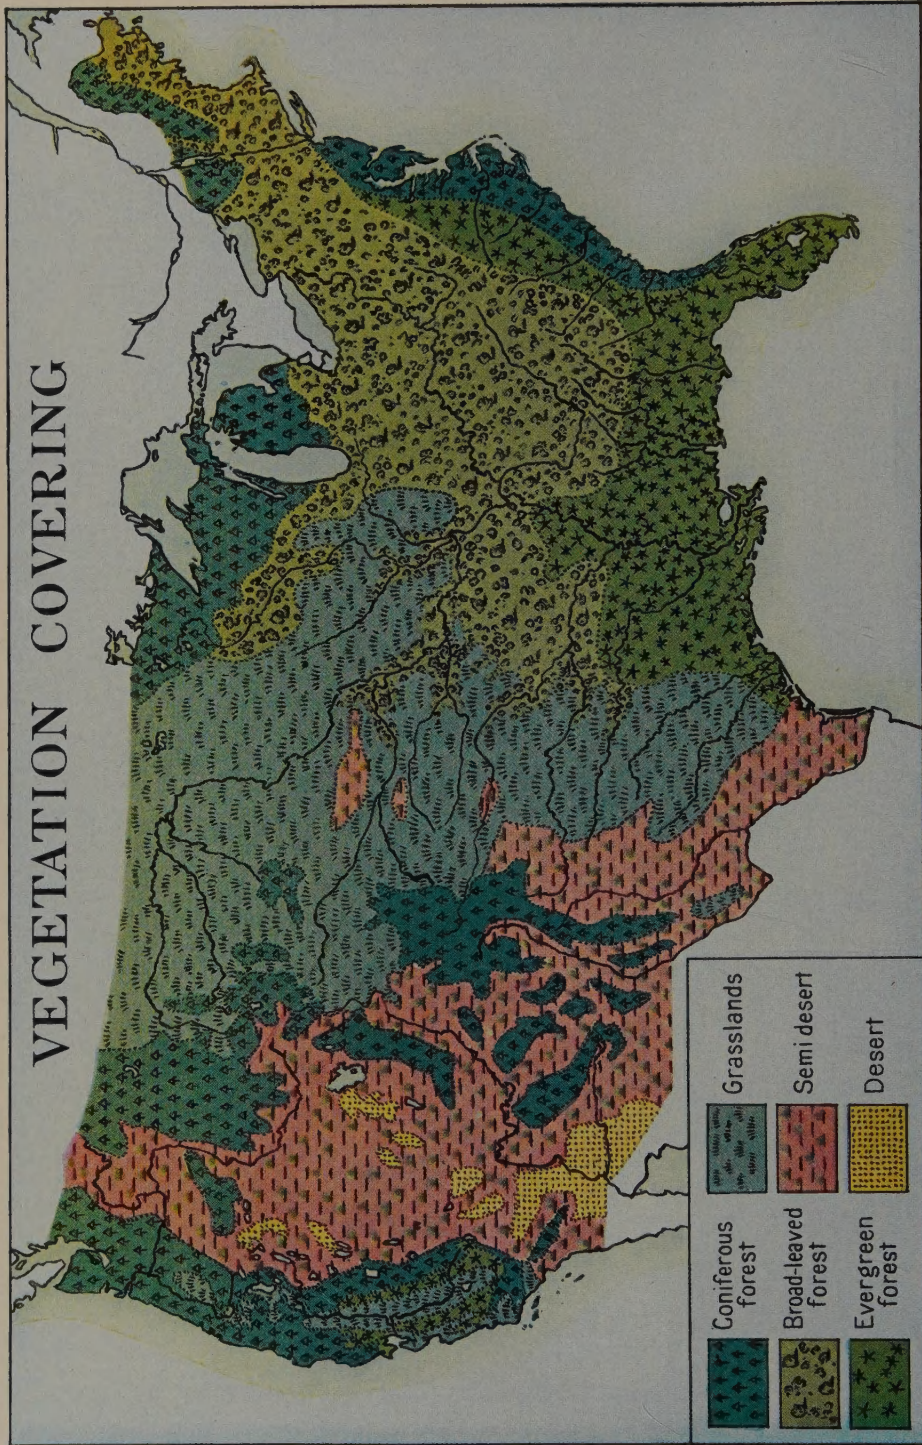 VEGETATION COVERING
Coniferous
forest
Broad-leaved
forest
Evergreen
forest
Grasslands
Semi desert
Desert